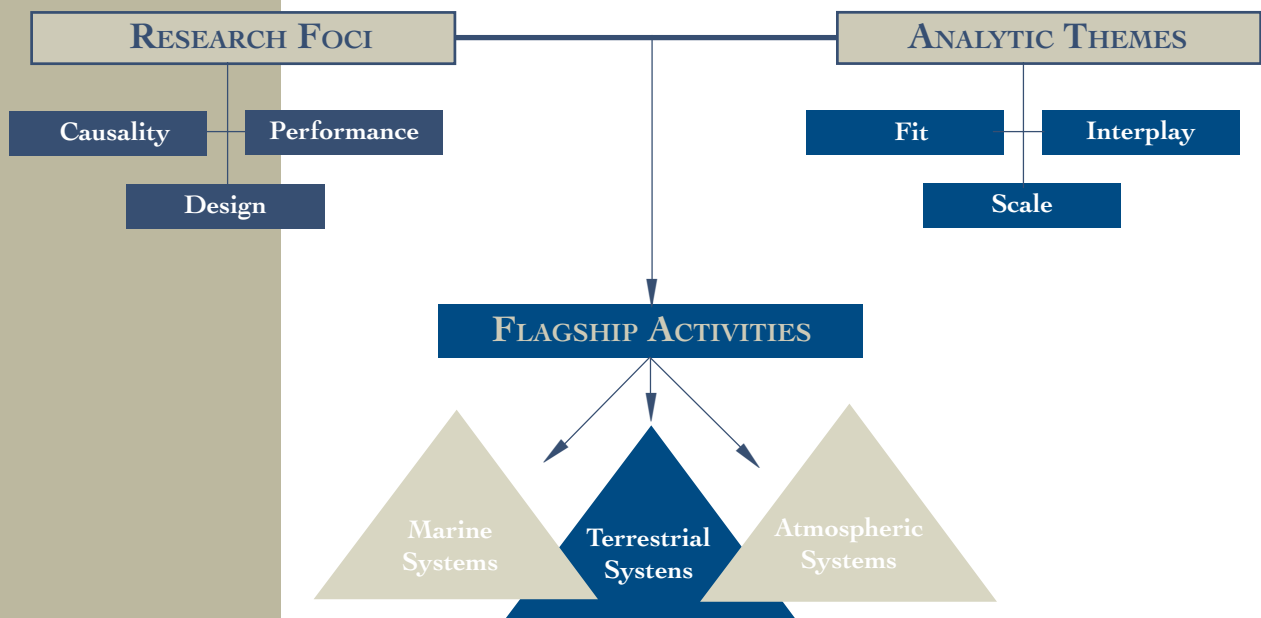 RESEARCH FOCI
ANALYTIC THEMES
Causality
Performance
Design
Fit
Interplay
Scale
FLAGSHIP ACTIVITIES
Marine
Systems
Terrestrial
Systens
Atmospheric
Systems